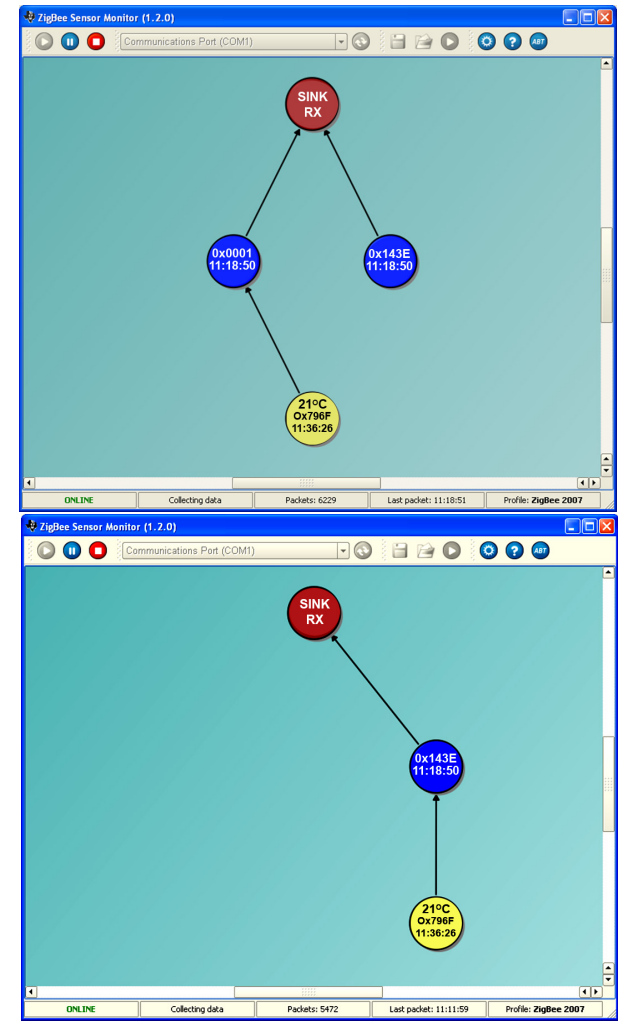 ZigBee Sensor Monitor (1.2.0)
Communications Port (COM1)
? ABT
SINK
RX
0x0001
11:18:50
0x143E
11:18:50
21°C
Ox796F
11:36:26
ONLINE Collecting data Packets: 6229 Last packet: 11:18:51 Profile: ZigBee 2007
ZigBee Sensor Monitor (1.2.0)
Communications Port (COM1)
? ABT
SINK
RX
0x143E
11:18:50
21°C
Ox796F
11:36:26
ONLINE Collecting data Packets: 5472 Last packet: 11:11:59 Profile: ZigBee 2007